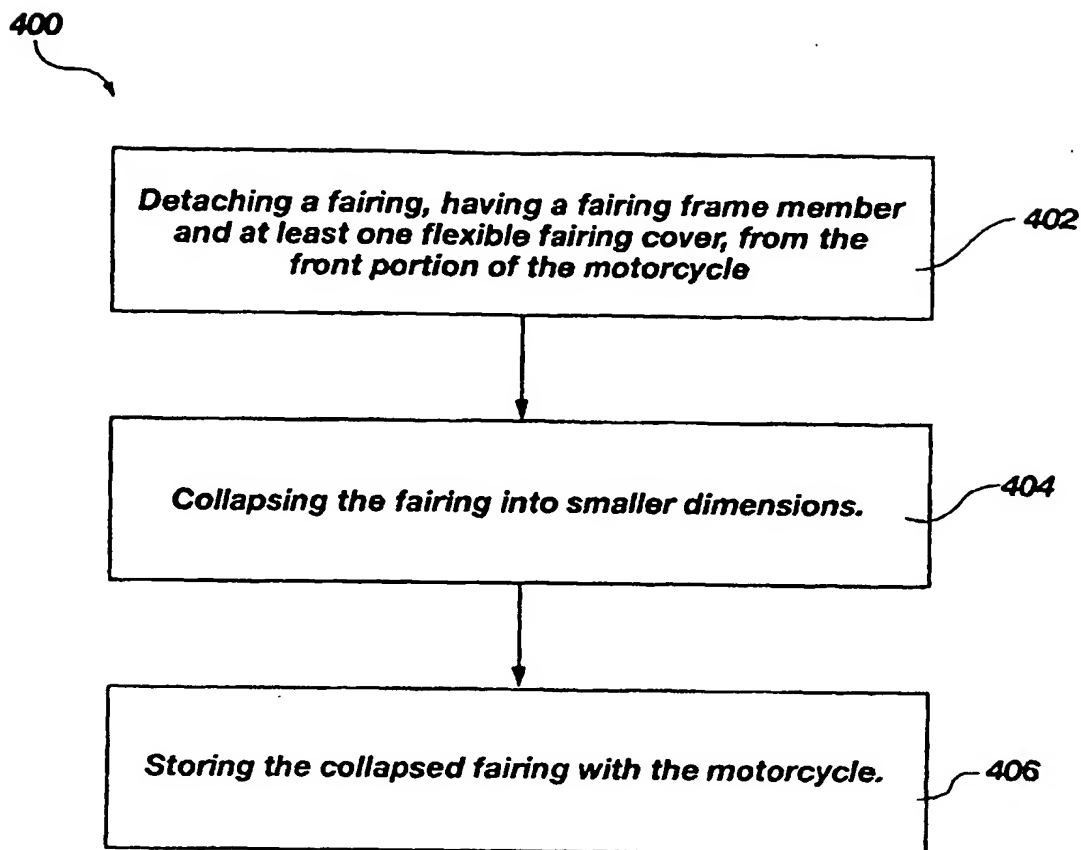 400
Detaching a fairing, having a fairing frame member
and at least one flexible fairing cover, from the
front portion of the motorcycle
402
Collapsing the fairing into smaller dimensions.
404
Storing the collapsed fairing with the motorcycle.
406